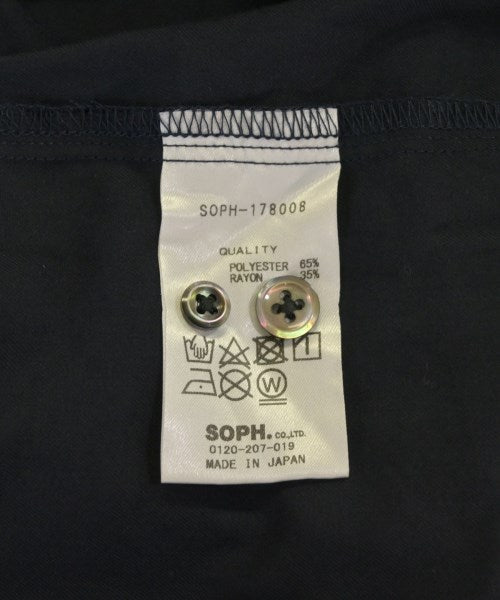 SOPH-178008
QUALITY
POLYESTER 65%
RAYON 35%
W
SOPH. CO.,LTD.
0120-207-019
MADE IN JAPAN